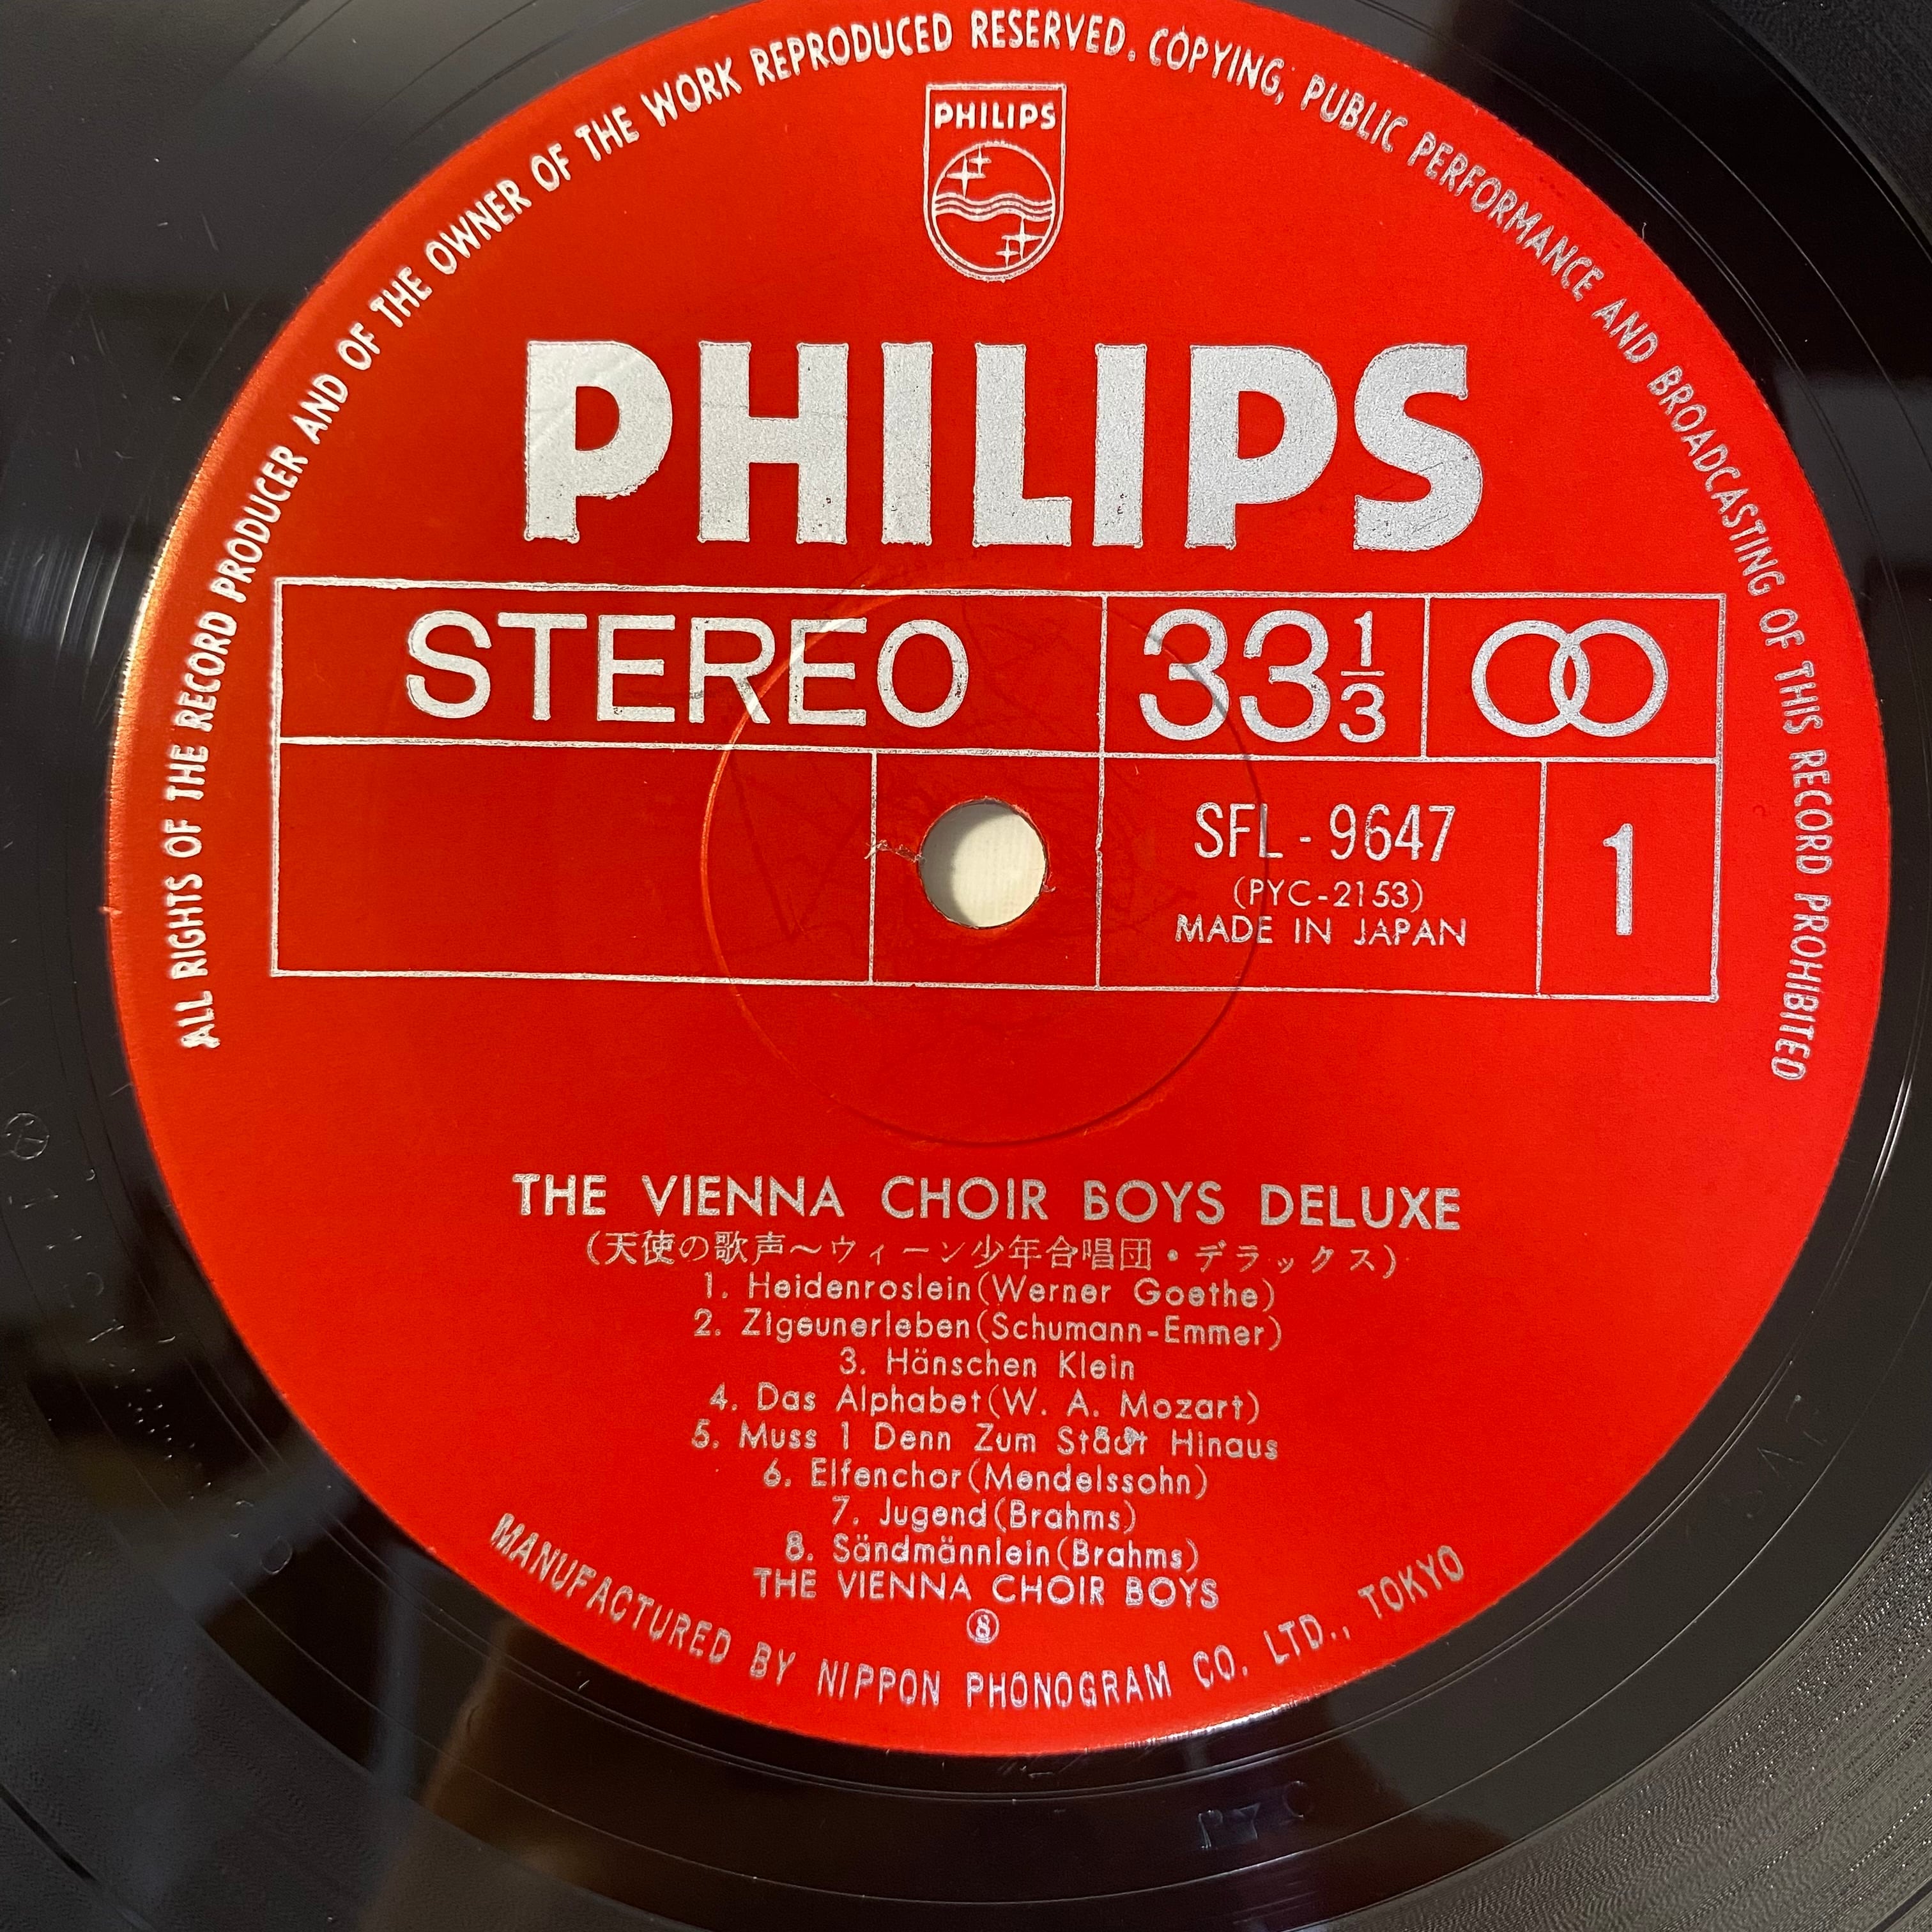 ALL RIGHTS OF THE RECORD PRODUCER AND OF THE OWNER OF THE WORK REPRODUCED RESERVED. COPYING, PUBLIC PERFORMANCE AND BROADCASTING OF THIS RECORD PROHIBITED
PHILIPS
PHILIPS
STEREO 33 1/3
SFL - 9647 1
(PYC-2153)
MADE IN JAPAN
THE VIENNA CHOIR BOYS DELUXE
(天使の歌声〜ウィーン少年合唱団・デラックス)
1. Heidenroslein(Werner Goethe)
2. Zigeunerleben(Schumann-Emmer)
3. Hänschen Klein
4. Das Alphabet(W. A. Mozart)
5. Muss 1 Denn Zum Hinaus
6. Elfenchor(Mendelssohn)
7. Jugend(Brahms)
8. Sändmännlein(Brahms)
THE VIENNA CHOIR BOYS
⑧
MANUFACTURED BY NIPPON PHONOGRAM CO. LTD., TOKYO